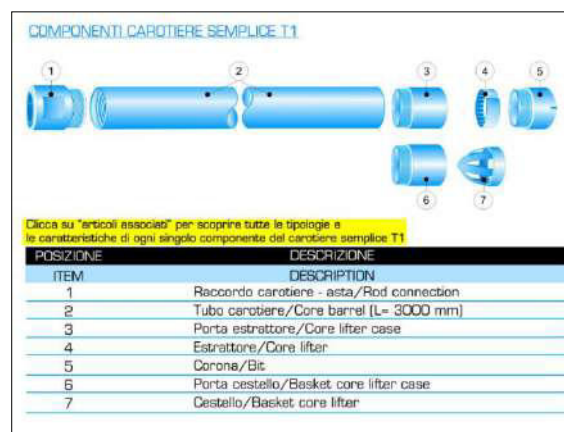 COMPONENTI CAROTIERE SEMPLICE T1
1 2 3 4 5
6 7
Clicca su "articoli associati" per scoprire tutte le tipologie e
le caratteristiche di ogni singolo componente del carotiere semplice T1
POSIZIONE DESCRIZIONE
ITEM DESCRIPTION
1 Raccordo carotiere - asta/Rod connection
2 Tubo carotiere/Core barrel (L= 3000 mm)
3 Porta estrattore/Core lifter case
4 Estrattore/Core lifter
5 Corona/Bit
6 Porta cestello/Basket core lifter case
7 Cestello/Basket core lifter